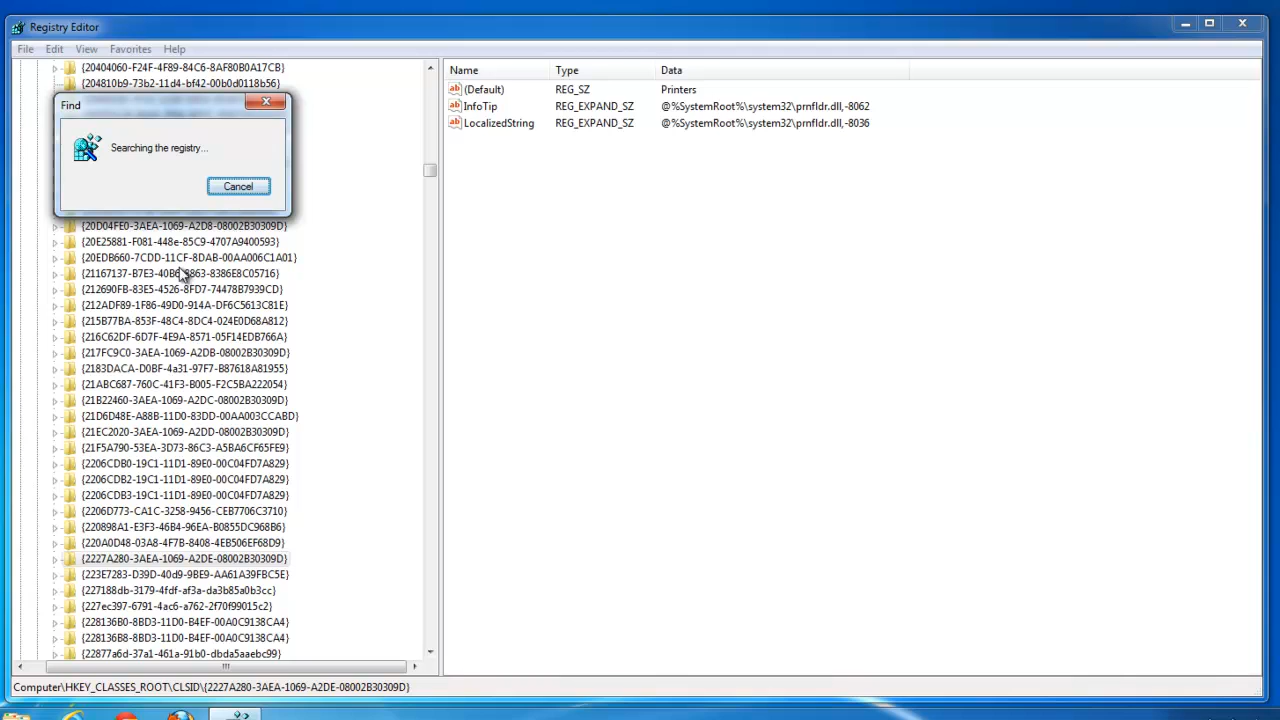 Registry Editor
File Edit View Favorites Help
{20404060-F24F-4F89-84C6-8AF80B0A17CB}
{204810b9-73b2-11d4-bf42-00b0d0118b56}
Find
Searching the registry...
Cancel
{20D04FE0-3AEA-1069-A2D8-08002B30309D}
{20E25881-F081-448e-85C9-4707A9400593}
{20EDB660-7CDD-11CF-8DAB-00AA006C1A01}
{21167137-B7E3-40B6-8863-8386E8C05716}
{212690FB-83E5-4526-8FD7-74478B7939CD}
{212ADF89-1F86-49D0-914A-DF6C5613C81E}
{215B77BA-853F-48C4-8DC4-024E0D68A812}
{216C62DF-6D7F-4E9A-8571-05F14EDB766A}
{217FC9C0-3AEA-1069-A2DB-08002B30309D}
{2183DACA-D0BF-4a31-97F7-B87618A81955}
{21ABC687-760C-41F3-B005-F2C5BA222054}
{21B22460-3AEA-1069-A2DC-08002B30309D}
{21D6D48E-A88B-11D0-83DD-00AA003CCABD}
{21EC2020-3AEA-1069-A2DD-08002B30309D}
{21F5A790-53EA-3D73-86C3-A5BA6CF65FE9}
{2206CDB0-19C1-11D1-89E0-00C04FD7A829}
{2206CDB2-19C1-11D1-89E0-00C04FD7A829}
{2206CDB3-19C1-11D1-89E0-00C04FD7A829}
{2206D773-CA1C-3258-9456-CEB7706C3710}
{220898A1-E3F3-46B4-96EA-B0855DC968B6}
{220A0D48-03A8-4F7B-8408-4EB506EF68D9}
{2227A280-3AEA-1069-A2DE-08002B30309D}
{223E7283-D39D-40d9-9BE9-AA61A39FBC5E}
{227188db-3179-4fdf-af3a-da3b85a0b3cc}
{227ec397-6791-4ac6-a762-2f70f99015c2}
{228136B0-8BD3-11D0-B4EF-00A0C9138CA4}
{228136B8-8BD3-11D0-B4EF-00A0C9138CA4}
{22877a6d-37a1-461a-91b0-dbda5aaebc99}
Name Type Data
(Default) REG_SZ Printers
InfoTip REG_EXPAND_SZ @%SystemRoot%\system32\prnfldr.dll,-8062
LocalizedString REG_EXPAND_SZ @%SystemRoot%\system32\prnfldr.dll,-8036
Computer\HKEY_CLASSES_ROOT\CLSID\{2227A280-3AEA-1069-A2DE-08002B30309D}